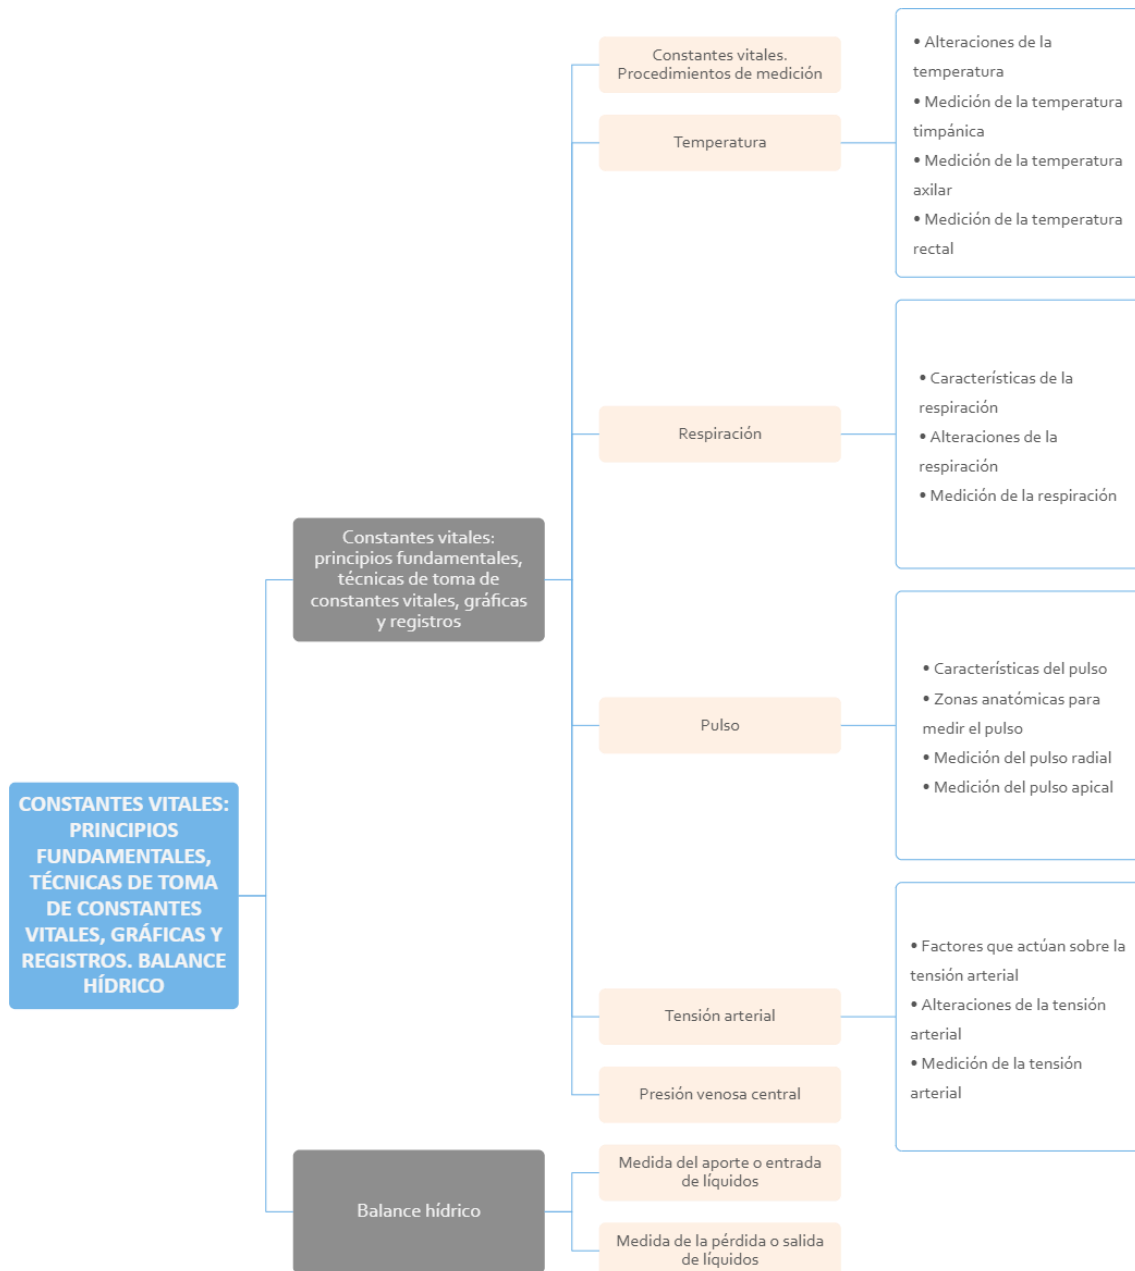 CONSTANTES VITALES:
PRINCIPIOS
FUNDAMENTALES,
TÉCNICAS DE TOMA
DE CONSTANTES
VITALES, GRÁFICAS Y
REGISTROS. BALANCE
HÍDRICO
Constantes vitales:
principios fundamentales,
técnicas de toma de
constantes vitales, gráficas
y registros
Constantes vitales.
Procedimientos de medición
Temperatura
• Alteraciones de la
temperatura
• Medición de la temperatura
timpánica
• Medición de la temperatura
axilar
• Medición de la temperatura
rectal
Respiración
• Características de la
respiración
• Alteraciones de la
respiración
• Medición de la respiración
Pulso
• Características del pulso
• Zonas anatómicas para
medir el pulso
• Medición del pulso radial
• Medición del pulso apical
Tensión arterial
• Factores que actúan sobre la
tensión arterial
• Alteraciones de la tensión
arterial
• Medición de la tensión
arterial
Presión venosa central
Balance hídrico
Medida del aporte o entrada
de líquidos
Medida de la pérdida o salida
de líquidos